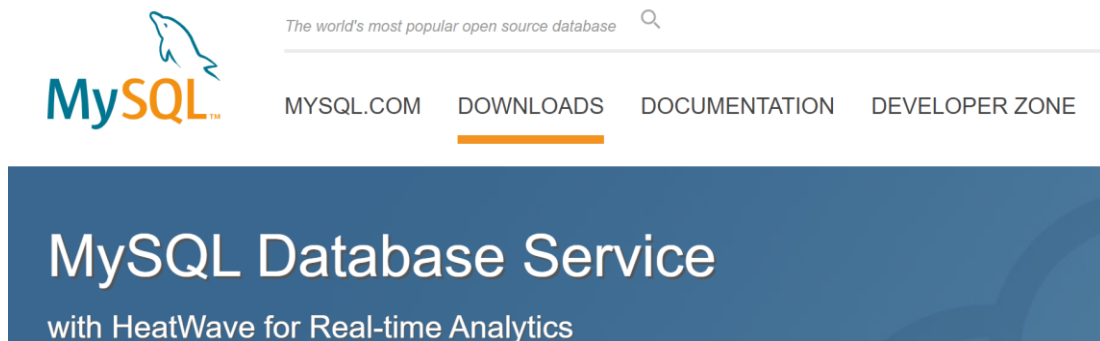 The world's most popular open source database
MySQL™
MYSQL.COM DOWNLOADS DOCUMENTATION DEVELOPER ZONE
MySQL Database Service
with HeatWave for Real-time Analytics